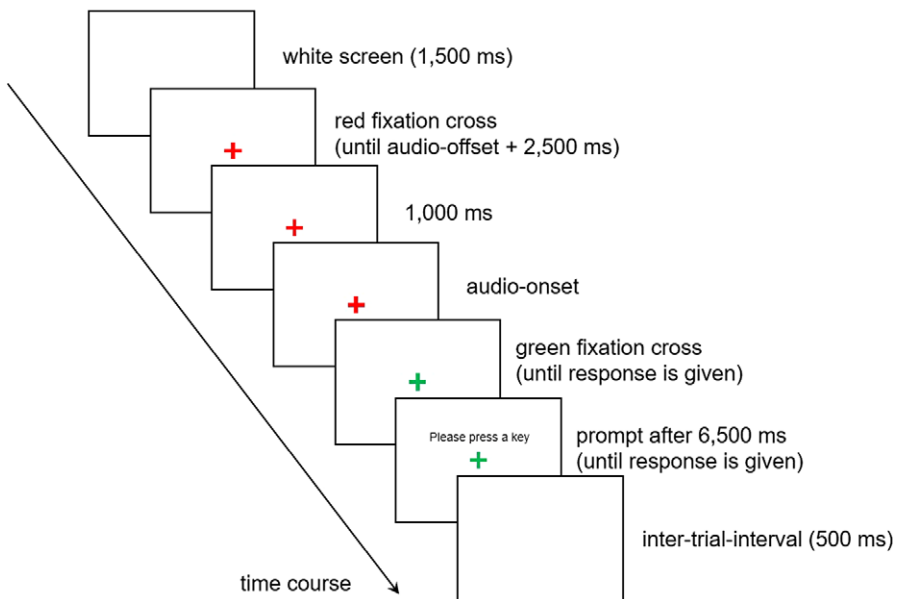 white screen (1,500 ms)
red fixation cross
(until audio-offset + 2,500 ms)
1,000 ms
audio-onset
green fixation cross
(until response is given)
Please press a key
prompt after 6,500 ms
(until response is given)
inter-trial-interval (500 ms)
time course